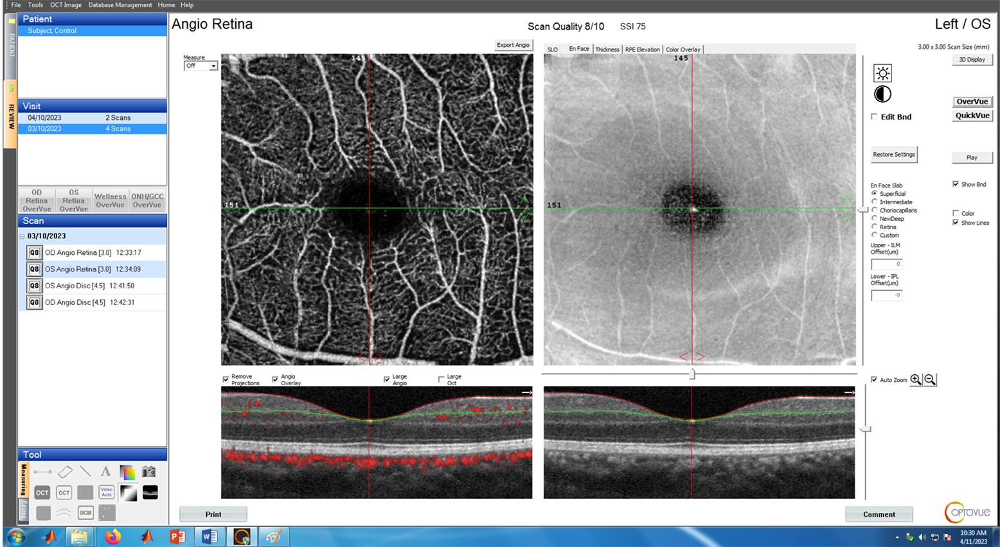 File Tools OCT Image Database Management Home Help
PATIENT
REVIEW
Patient
Subject, Control
Visit
04/10/2023 2 Scans
03/10/2023 4 Scans
OD Retina OverVue
OS Retina OverVue
Wellness OverVue
ONH/GCC OverVue
Scan
03/10/2023
Q8 OD Angio Retina [3.0] 12:33:17
Q8 OS Angio Retina [3.0] 12:34:09
Q8 OS Angio Disc [4.5] 12:41:50
Q8 OD Angio Disc [4.5] 12:42:31
Tool
Measuring
Editing
A
OCT
OCT
Video Auto
Angio Retina
Scan Quality 8/10 SSI 75
Left / OS
3.00 x 3.00 Scan Size (mm)
Export Angio
Measure
Off
SLO En Face Thickness RPE Elevation Color Overlay
145
151
145
151
Remove Projections
Angio Overlay
Large Angio
Large Oct
3D Display
OverVue
QuickVue
Edit Bnd
Restore Settings
Play
En Face Slab
Superficial
Intermediate
Choriocapillaris
NewDeep
Retina
Custom
Show Bnd
Color
Show Lines
Upper - ILM
Offset(um)
0
Lower - IPL
Offset(um)
-9
Auto Zoom
Print
Comment
OPTOVUE
10:30 AM
4/11/2023